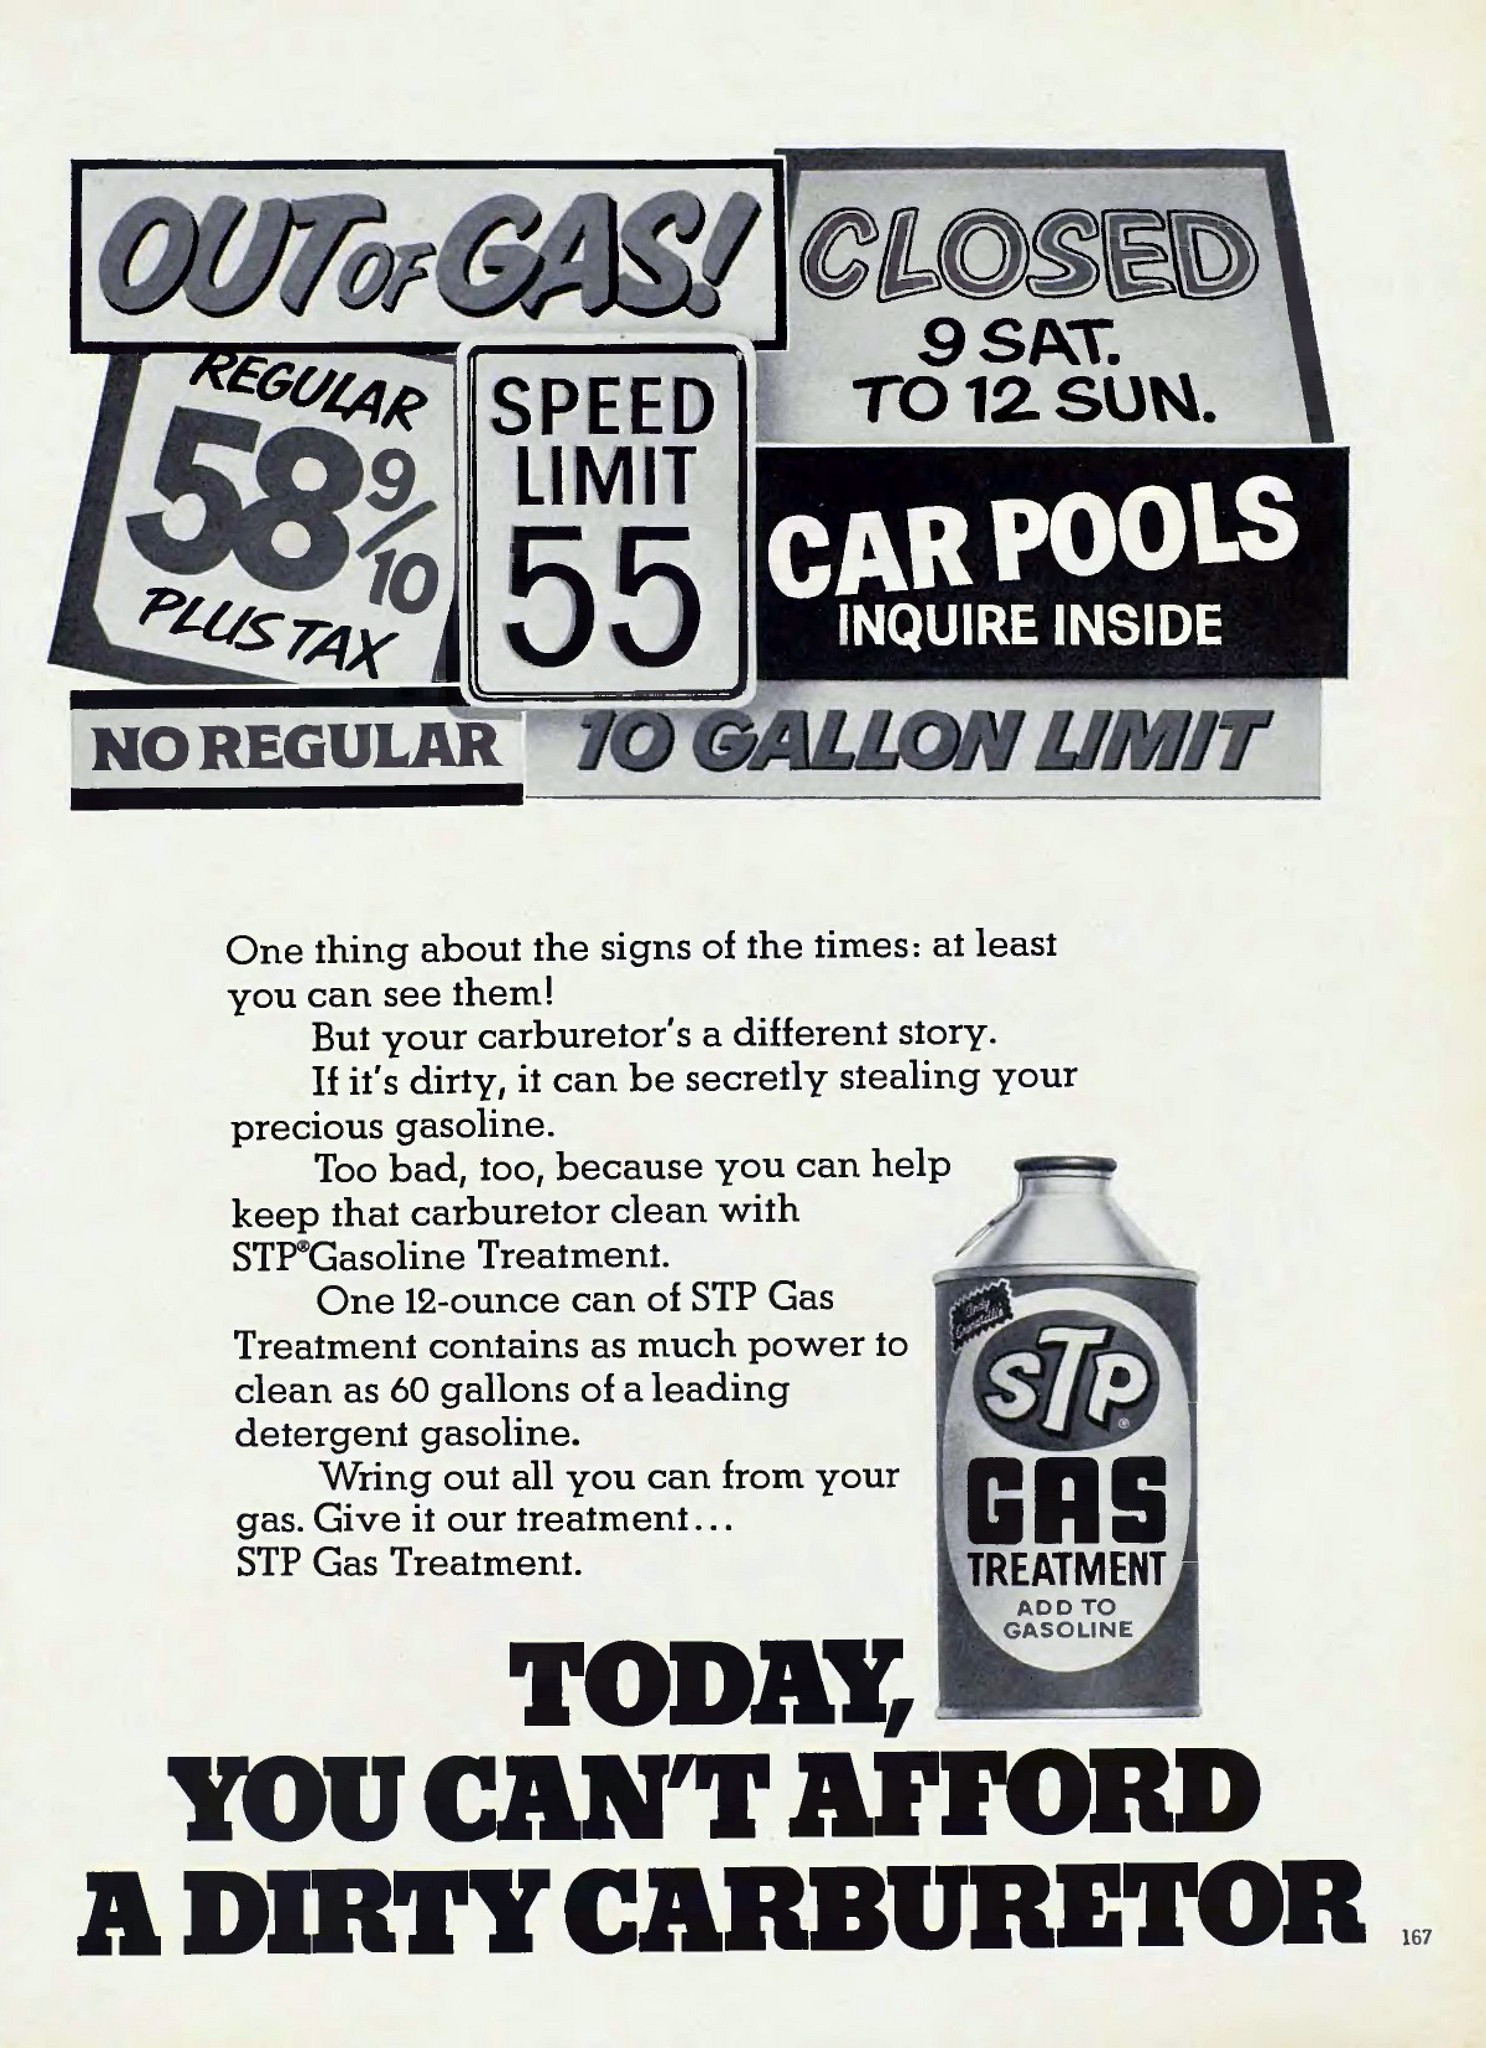 OUT OF GAS!
CLOSED
9 SAT.
TO 12 SUN.
REGULAR
58 9/10
PLUS TAX
SPEED
LIMIT
55
CAR POOLS
INQUIRE INSIDE
NO REGULAR
10 GALLON LIMIT
One thing about the signs of the times: at least
you can see them!
But your carburetor's a different story.
If it's dirty, it can be secretly stealing your
precious gasoline.
Too bad, too, because you can help
keep that carburetor clean with
STP® Gasoline Treatment.
One 12-ounce can of STP Gas
Treatment contains as much power to
clean as 60 gallons of a leading
detergent gasoline.
Wring out all you can from your
gas. Give it our treatment...
STP Gas Treatment.
STP®
GAS
TREATMENT
ADD TO
GASOLINE
TODAY,
YOU CAN'T AFFORD
A DIRTY CARBURETOR
167